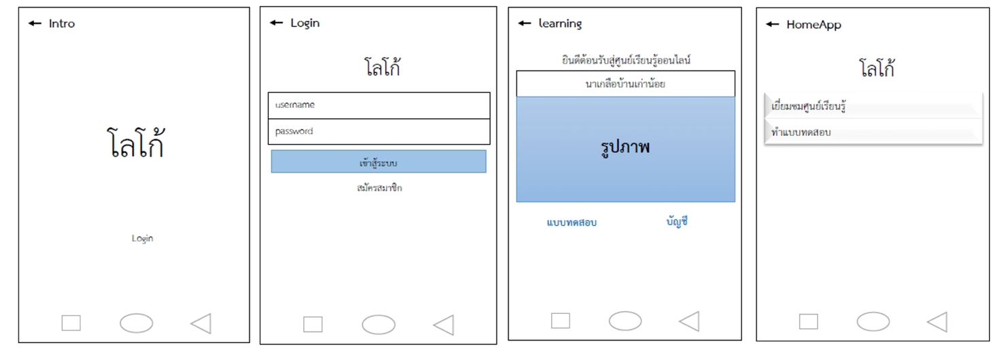 ← Intro
โลโก้
Login
← Login
โลโก้
username
password
เข้าสู้ระบบ
สมัครสมาชิก
← learning
ยินดีต้อนรับสู่ศูนย์เรียนรู้ออนไลน์
นาเกลือบ้านเก่าน้อย
รูปภาพ
แบบทดสอบ
บัญชี
← HomeApp
โลโก้
เยี่ยมชมศูนย์เรียนรู้
ทำแบบทดสอบ